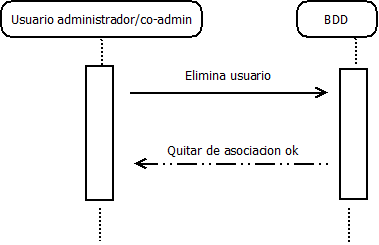 Usuario administrador/co-admin
BDD
Elimina usuario
Quitar de asociacion ok